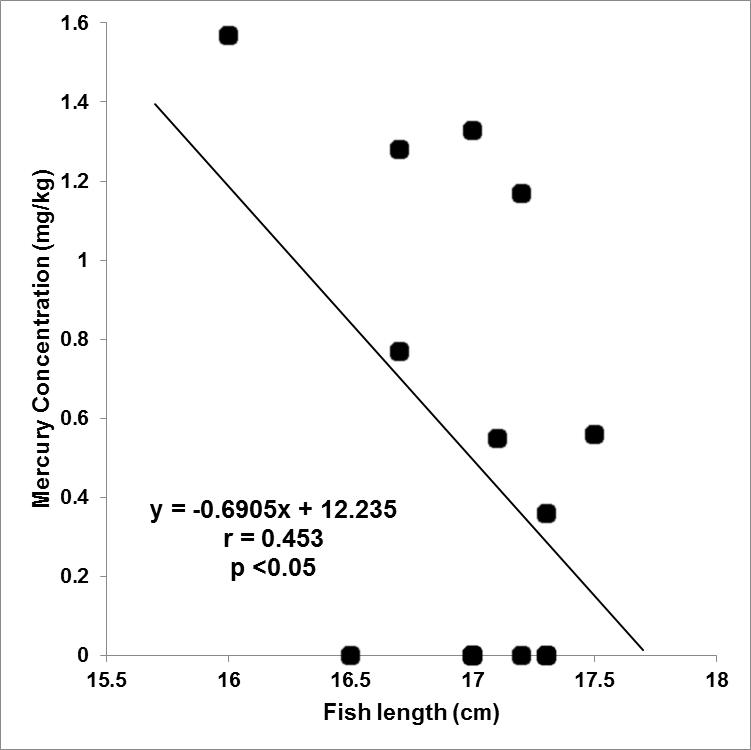 1.6
1.4
1.2
1
0.8
0.6
0.4
0.2
0
Mercury Concentration (mg/kg)
y = -0.6905x + 12.235
r = 0.453
p <0.05
15.5 16 16.5 17 17.5 18
Fish length (cm)